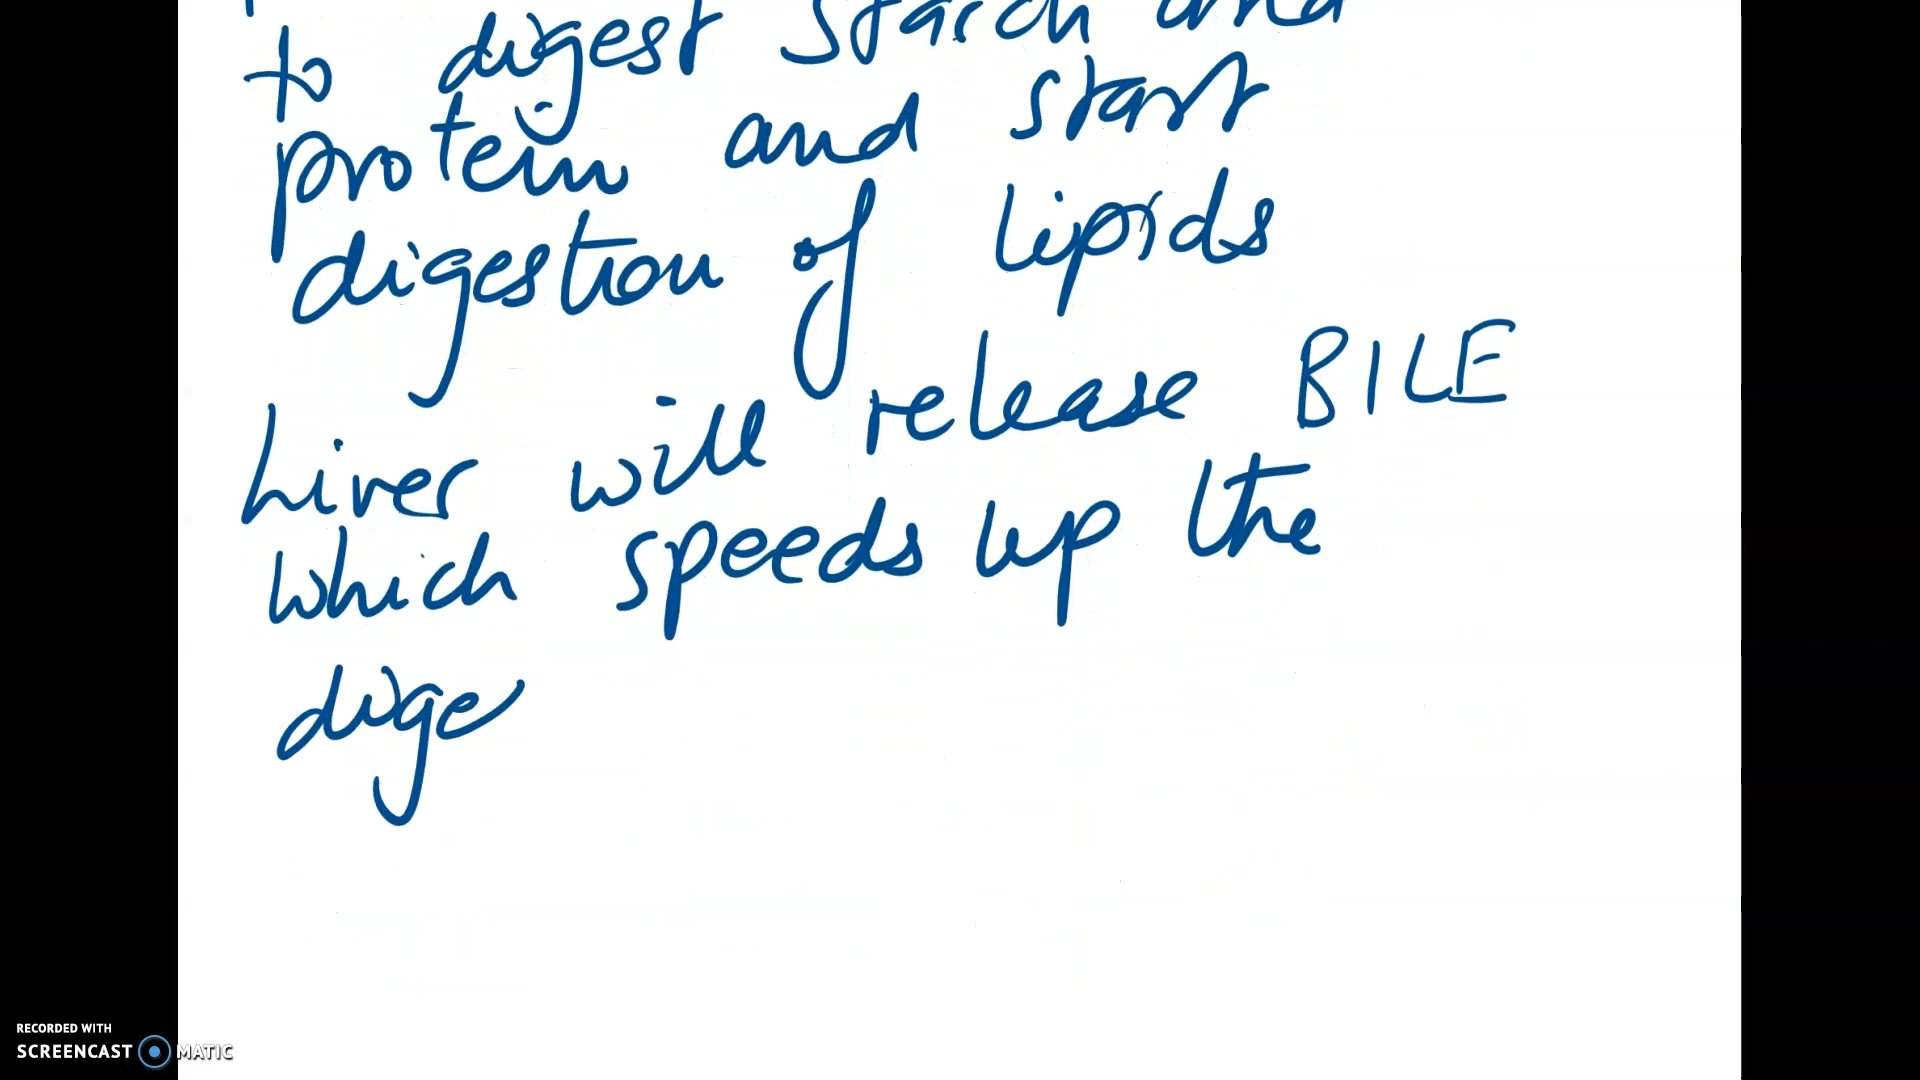 to digest starch and
protein and start
digestion of lipids
Liver will release BILE
which speeds up the
dige
RECORDED WITH
SCREENCAST MATIC